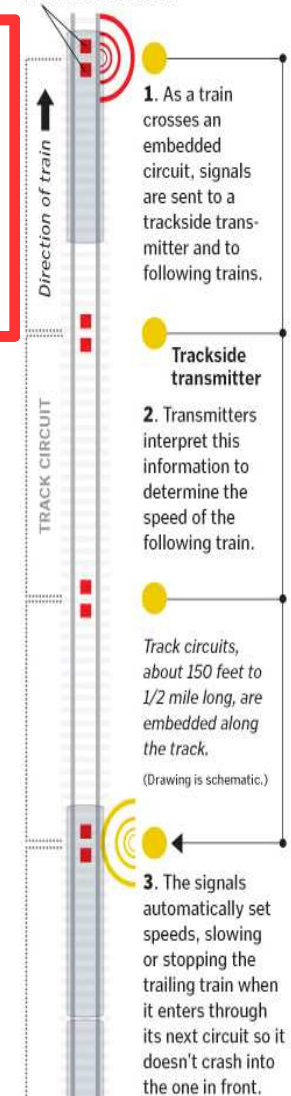 Direction of train
1. As a train
crosses an
embedded
circuit, signals
are sent to a
trackside trans-
mitter and to
following trains.
Trackside
transmitter
TRACK CIRCUIT
2. Transmitters
interpret this
information to
determine the
speed of the
following train.
Track circuits,
about 150 feet to
1/2 mile long, are
embedded along
the track.
(Drawing is schematic.)
3. The signals
automatically set
speeds, slowing
or stopping the
trailing train when
it enters through
its next circuit so it
doesn't crash into
the one in front.